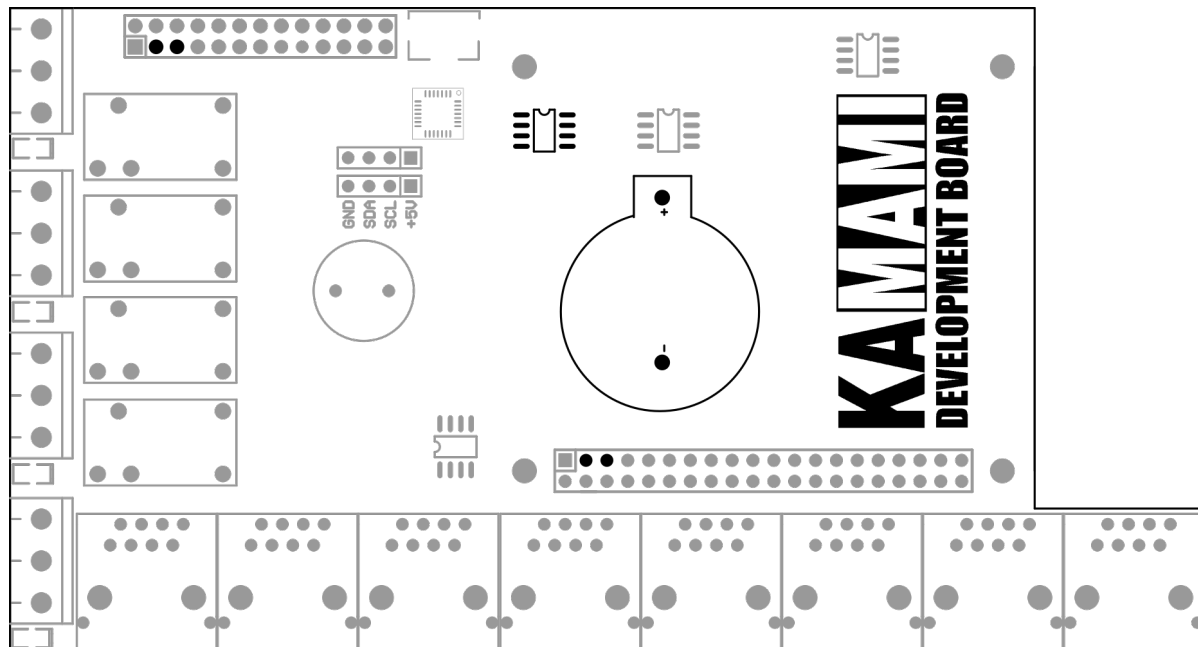 GND
SDA
SCL
+5V
+
-
KAMAMI
DEVELOPMENT BOARD